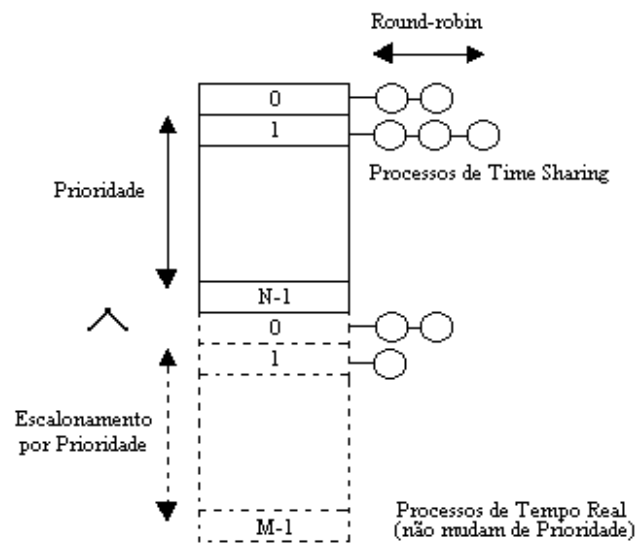 Round-robin
0
1
Processos de Time Sharing
Prioridade
N-1
0
1
Escalonamento
por Prioridade
Processos de Tempo Real
(não mudam de Prioridade)
M-1